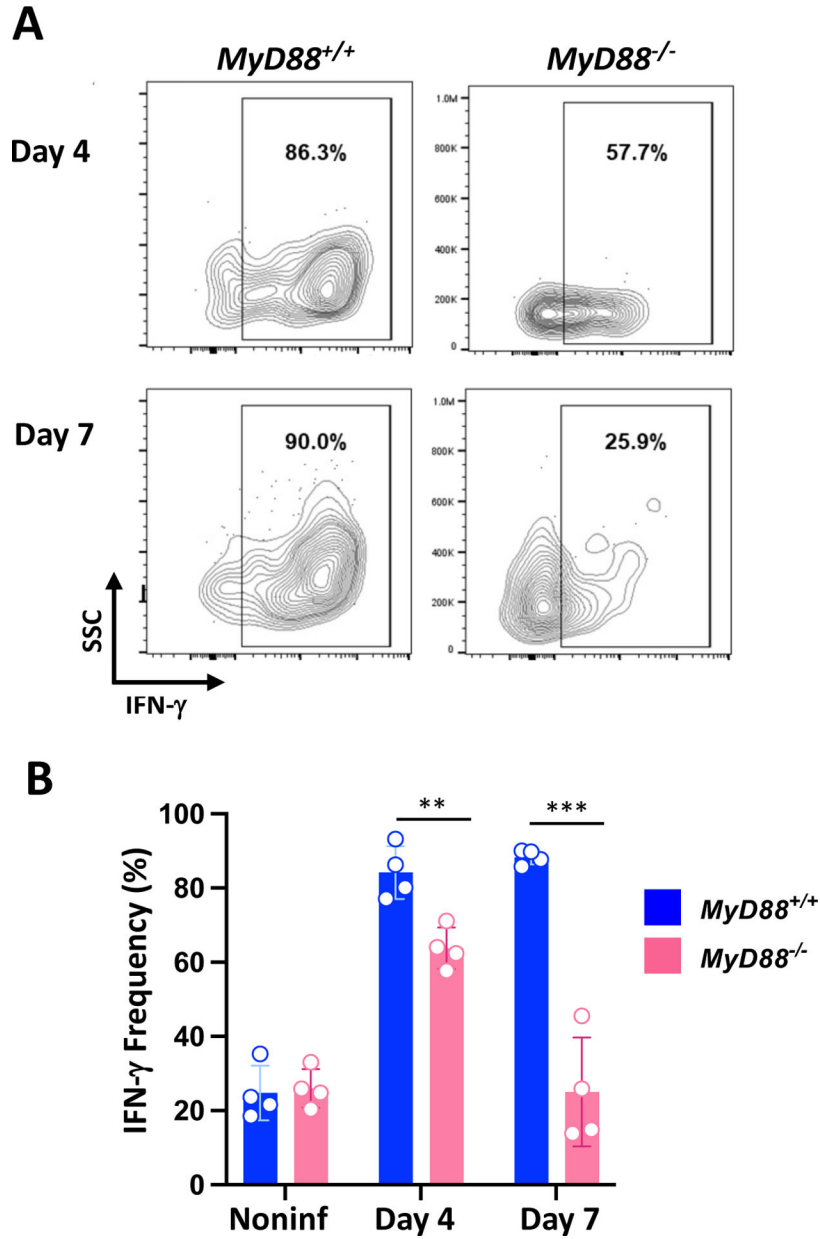 A
MyD88+/+ MyD88-/-
Day 4
86.3%
1.0M
800K
600K
400K
200K
0
57.7%
Day 7
90.0%
1.0M
800K
600K
400K
200K
0
25.9%
SSC
IFN-γ
B
IFN-γ Frequency (%)
100
80
60
40
20
0
** ***
Noninf Day 4 Day 7
MyD88+/+
MyD88-/-